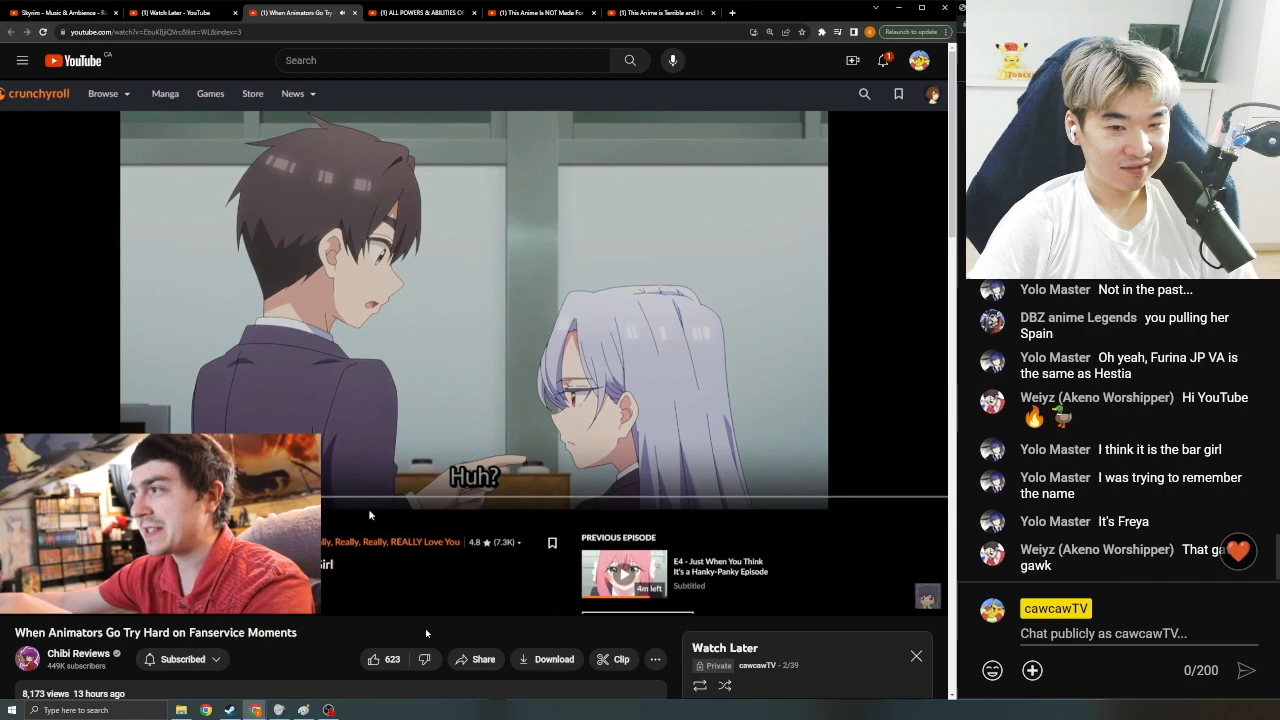 Skyrim - Music & Ambience - R
(1) Watch Later - YouTube
(1) When Animators Go Try
(1) ALL POWERS & ABILITIES OF
(1) This Anime Is NOT Made For
(1) This Anime is Terrible and I C
youtube.com/watch?v=EbuKBjiQVrc&list=WL&index=3
Relaunch to update
YouTube CA
Search
1
crunchyroll
Browse
Manga
Games
Store
News
Huh?
lly, Really, Really, REALLY Love You
4.8 ★ (7.3K)
irl
PREVIOUS EPISODE
E4 - Just When You Think
It's a Hanky-Panky Episode
Subtitled
4m left
When Animators Go Try Hard on Fanservice Moments
Chibi Reviews
449K subscribers
Subscribed
623
Share
Download
Clip
8,173 views 13 hours ago
Watch Later
Private
cawcawTV - 2/39
Type here to search
Yolo Master Not in the past...
DBZ anime Legends you pulling her
Spain
Yolo Master Oh yeah, Furina JP VA is
the same as Hestia
Weiyz (Akeno Worshipper) Hi YouTube
Yolo Master I think it is the bar girl
Yolo Master I was trying to remember
the name
Yolo Master It's Freya
Weiyz (Akeno Worshipper) That ga
gawk
cawcawTV
Chat publicly as cawcawTV...
0/200